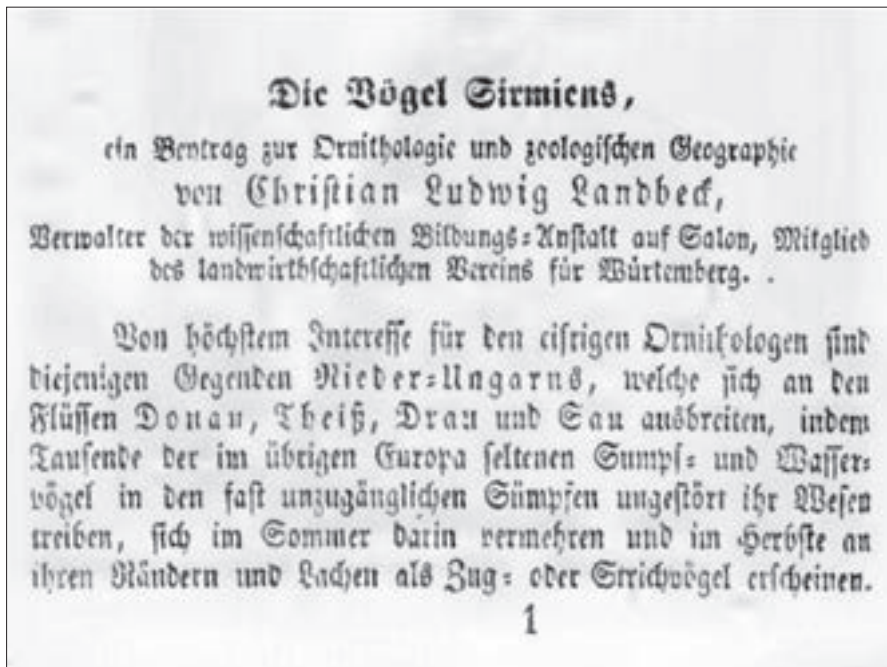 Die Vögel Sirmiens,
ein Beytrag zur Ornithologie und zoologischen Geographie
von Christian Ludwig Landbeck,
Verwalter der wissenschaftlichen Bildungs-Anstalt auf Salon, Mitglied
des landwirthschaftlichen Vereins für Würtemberg.
Von höchstem Interesse für den eifrigen Ornithologen sind
diejenigen Gegenden Nieder-Ungarns, welche sich an den
Flüssen Donau, Theiß, Drau und Sau ausbreiten, indem
Tausende der im übrigen Europa seltenen Sumpf- und Wasser-
vögel in den fast unzugänglichen Sümpfen ungestört ihr Wesen
treiben, sich im Sommer darin vermehren und im Herbste an
ihren Rändern und Lachen als Zug- oder Strichvögel erscheinen.
1